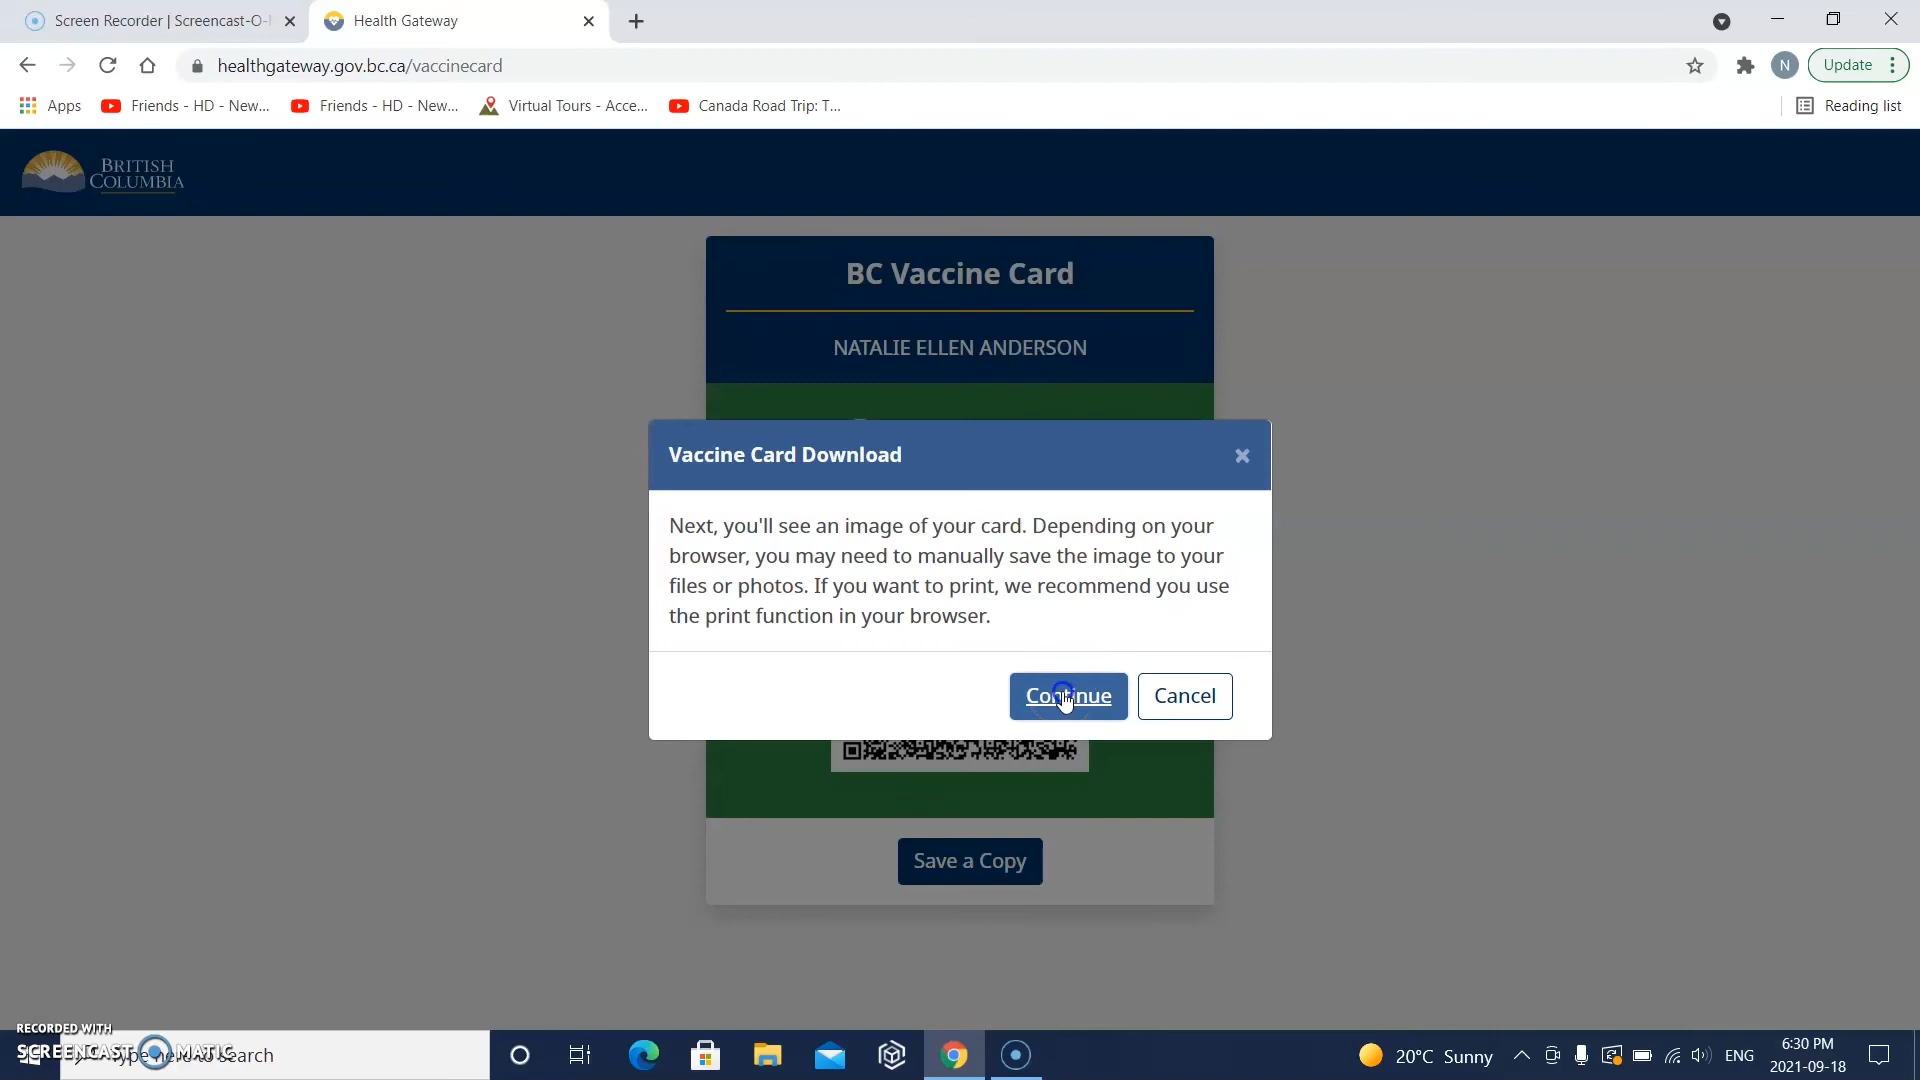 Screen Recorder | Screencast-O-
Health Gateway
healthgateway.gov.bc.ca/vaccinecard
N
Update
Apps
Friends - HD - New...
Friends - HD - New...
Virtual Tours - Acce...
Canada Road Trip: T...
Reading list
BRITISH
COLUMBIA
BC Vaccine Card
NATALIE ELLEN ANDERSON
Vaccine Card Download
Next, you'll see an image of your card. Depending on your
browser, you may need to manually save the image to your
files or photos. If you want to print, we recommend you use
the print function in your browser.
Continue
Cancel
Save a Copy
RECORDED WITH
SCREENCAST MATIC
Type here to search
20°C Sunny
ENG
6:30 PM
2021-09-18